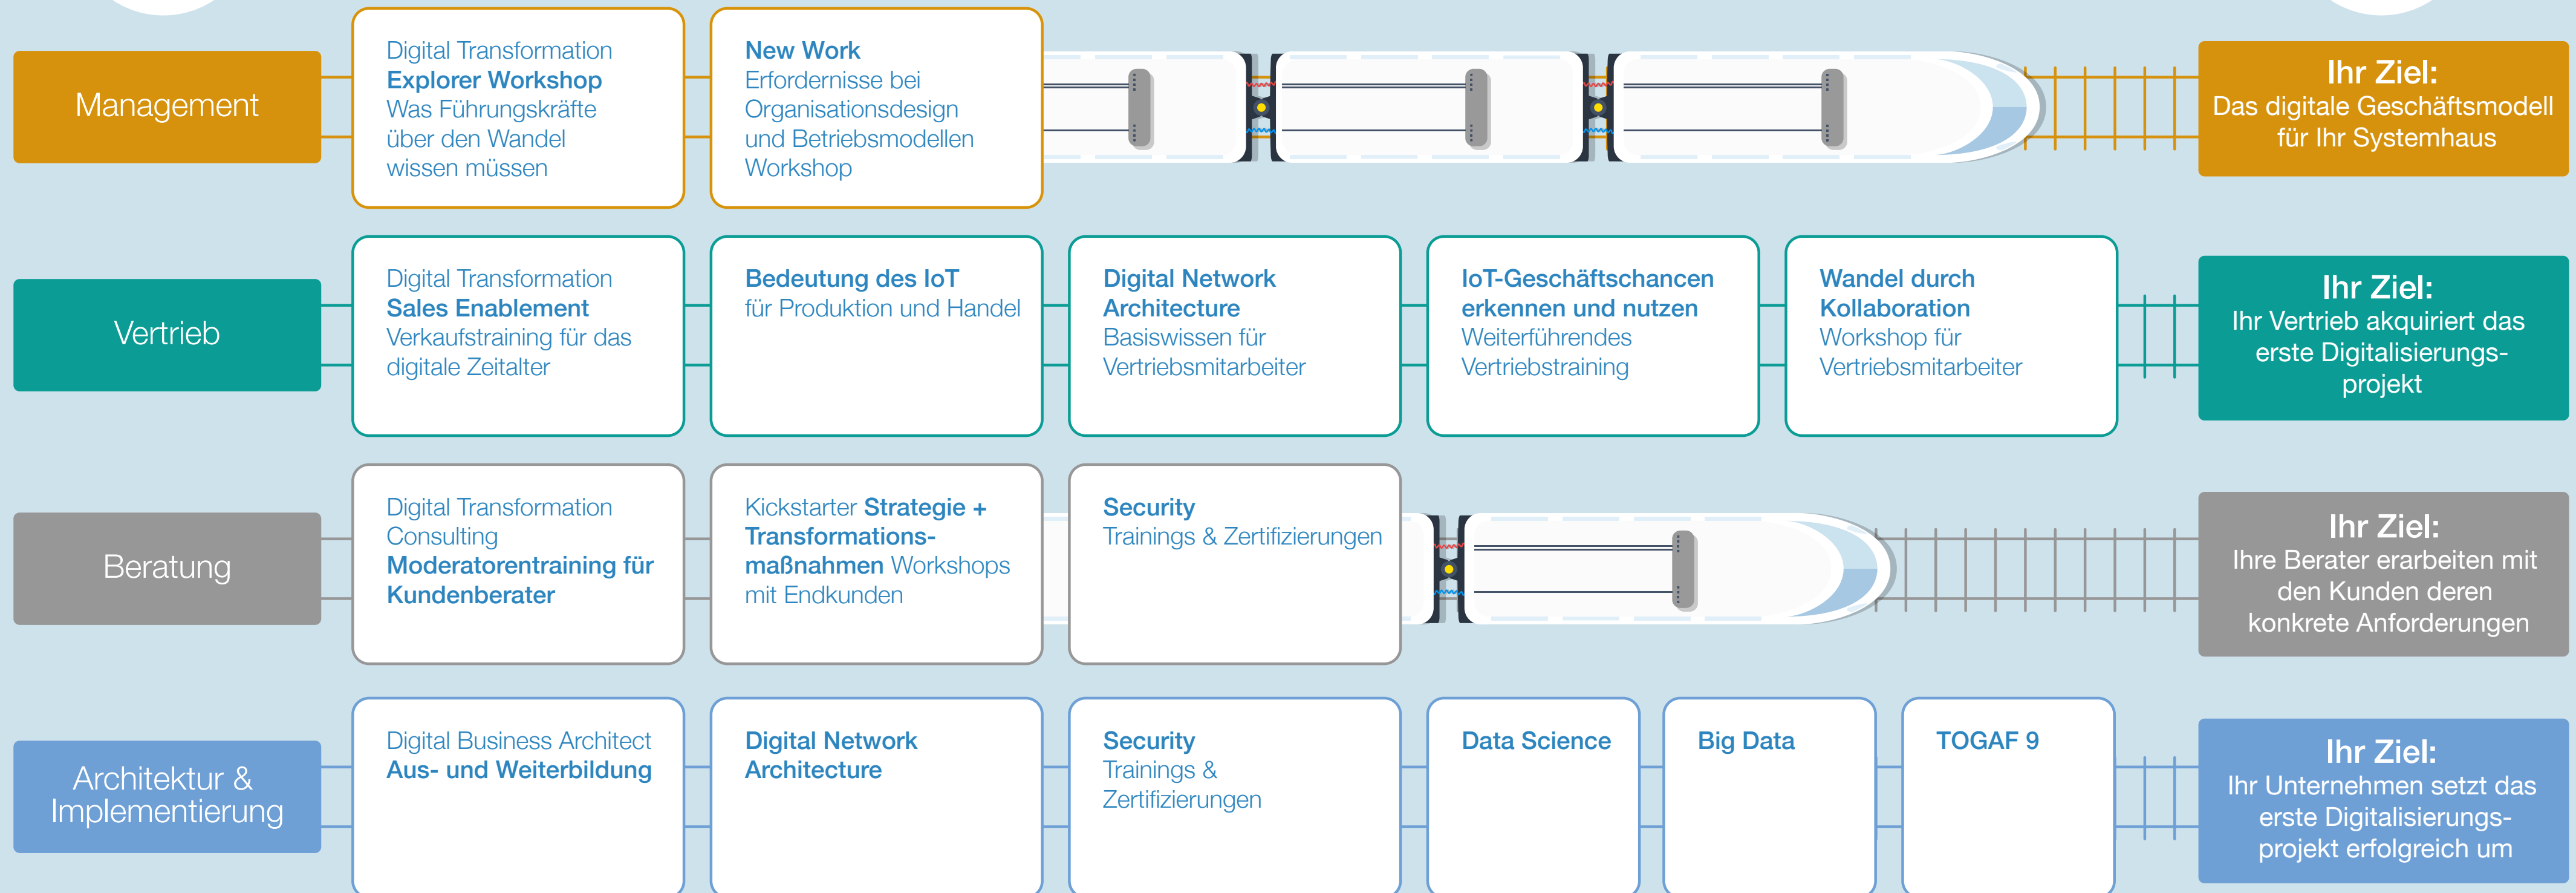 Management
Digital Transformation
Explorer Workshop
Was Führungskräfte
über den Wandel
wissen müssen
New Work
Erfordernisse bei
Organisationsdesign
und Betriebsmodellen
Workshop
Ihr Ziel:
Das digitale Geschäftsmodell
für Ihr Systemhaus
Vertrieb
Digital Transformation
Sales Enablement
Verkaufstraining für das
digitale Zeitalter
Bedeutung des IoT
für Produktion und Handel
Digital Network
Architecture
Basiswissen für
Vertriebsmitarbeiter
IoT-Geschäftschancen
erkennen und nutzen
Weiterführendes
Vertriebstraining
Wandel durch
Kollaboration
Workshop für
Vertriebsmitarbeiter
Ihr Ziel:
Ihr Vertrieb akquiriert das
erste Digitalisierungs-
projekt
Beratung
Digital Transformation
Consulting
Moderatorentraining für
Kundenberater
Kickstarter Strategie +
Transformations-
maßnahmen Workshops
mit Endkunden
Security
Trainings & Zertifizierungen
Ihr Ziel:
Ihre Berater erarbeiten mit
den Kunden deren
konkrete Anforderungen
Architektur &
Implementierung
Digital Business Architect
Aus- und Weiterbildung
Digital Network
Architecture
Security
Trainings &
Zertifizierungen
Data Science
Big Data
TOGAF 9
Ihr Ziel:
Ihr Unternehmen setzt das
erste Digitalisierungs-
projekt erfolgreich um